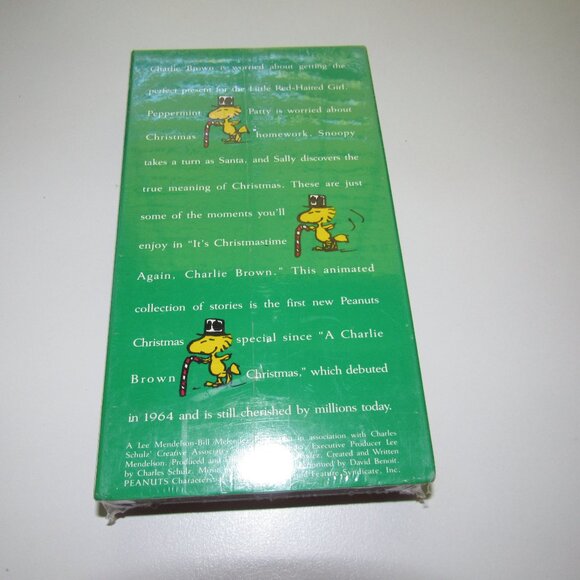 Charlie Brown is worried about getting the
perfect present for the Little Red-Haired Girl,
Peppermint Patty is worried about
Christmas homework, Snoopy
takes a turn as Santa, and Sally discovers the
true meaning of Christmas. These are just
some of the moments you'll
enjoy in "It's Christmastime
Again, Charlie Brown." This animated
collection of stories is the first new Peanuts
Christmas special since "A Charlie
Brown Christmas," which debuted
in 1964 and is still cherished by millions today.
A Lee Mendelson-Bill in association with Charles
Schulz' Creative Executive Producer Lee
Mendelson. Produced and Created and Written
by Charles Schulz. Music by David Benoit.
PEANUTS Characters Feature Syndicate, Inc.